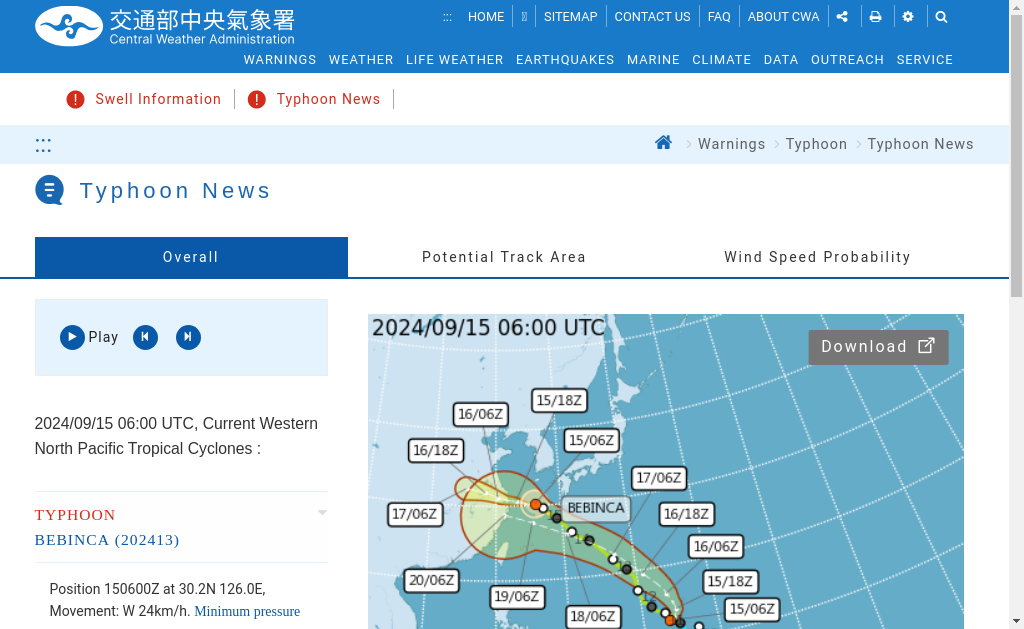 交通部中央氣象署
Central Weather Administration
::: HOME SITEMAP CONTACT US FAQ ABOUT CWA
WARNINGS WEATHER LIFE WEATHER EARTHQUAKES MARINE CLIMATE DATA OUTREACH SERVICE
! Swell Information ! Typhoon News
::: Warnings Typhoon Typhoon News
Typhoon News
Overall Potential Track Area Wind Speed Probability
Play
2024/09/15 06:00 UTC, Current Western
North Pacific Tropical Cyclones :
TYPHOON
BEBINCA (202413)
Position 150600Z at 30.2N 126.0E,
Movement: W 24km/h. Minimum pressure
2024/09/15 06:00 UTC
Download
15/18Z
16/06Z
15/06Z
16/18Z
17/06Z
BEBINCA
17/06Z
16/18Z
16/06Z
20/06Z
15/18Z
19/06Z
15/06Z
18/06Z